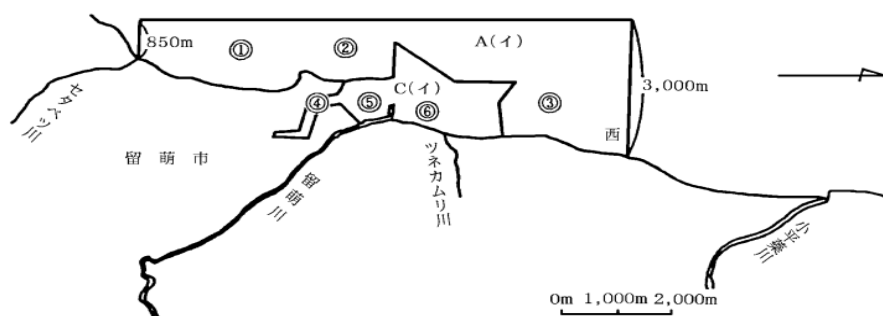 850m
①
②
A(イ)
C(イ)
④
⑤
⑥
③
3,000m
西
セタベツ川
留萌市
留萌川
ツネカムリ川
小平蘂川
0m 1,000m 2,000m